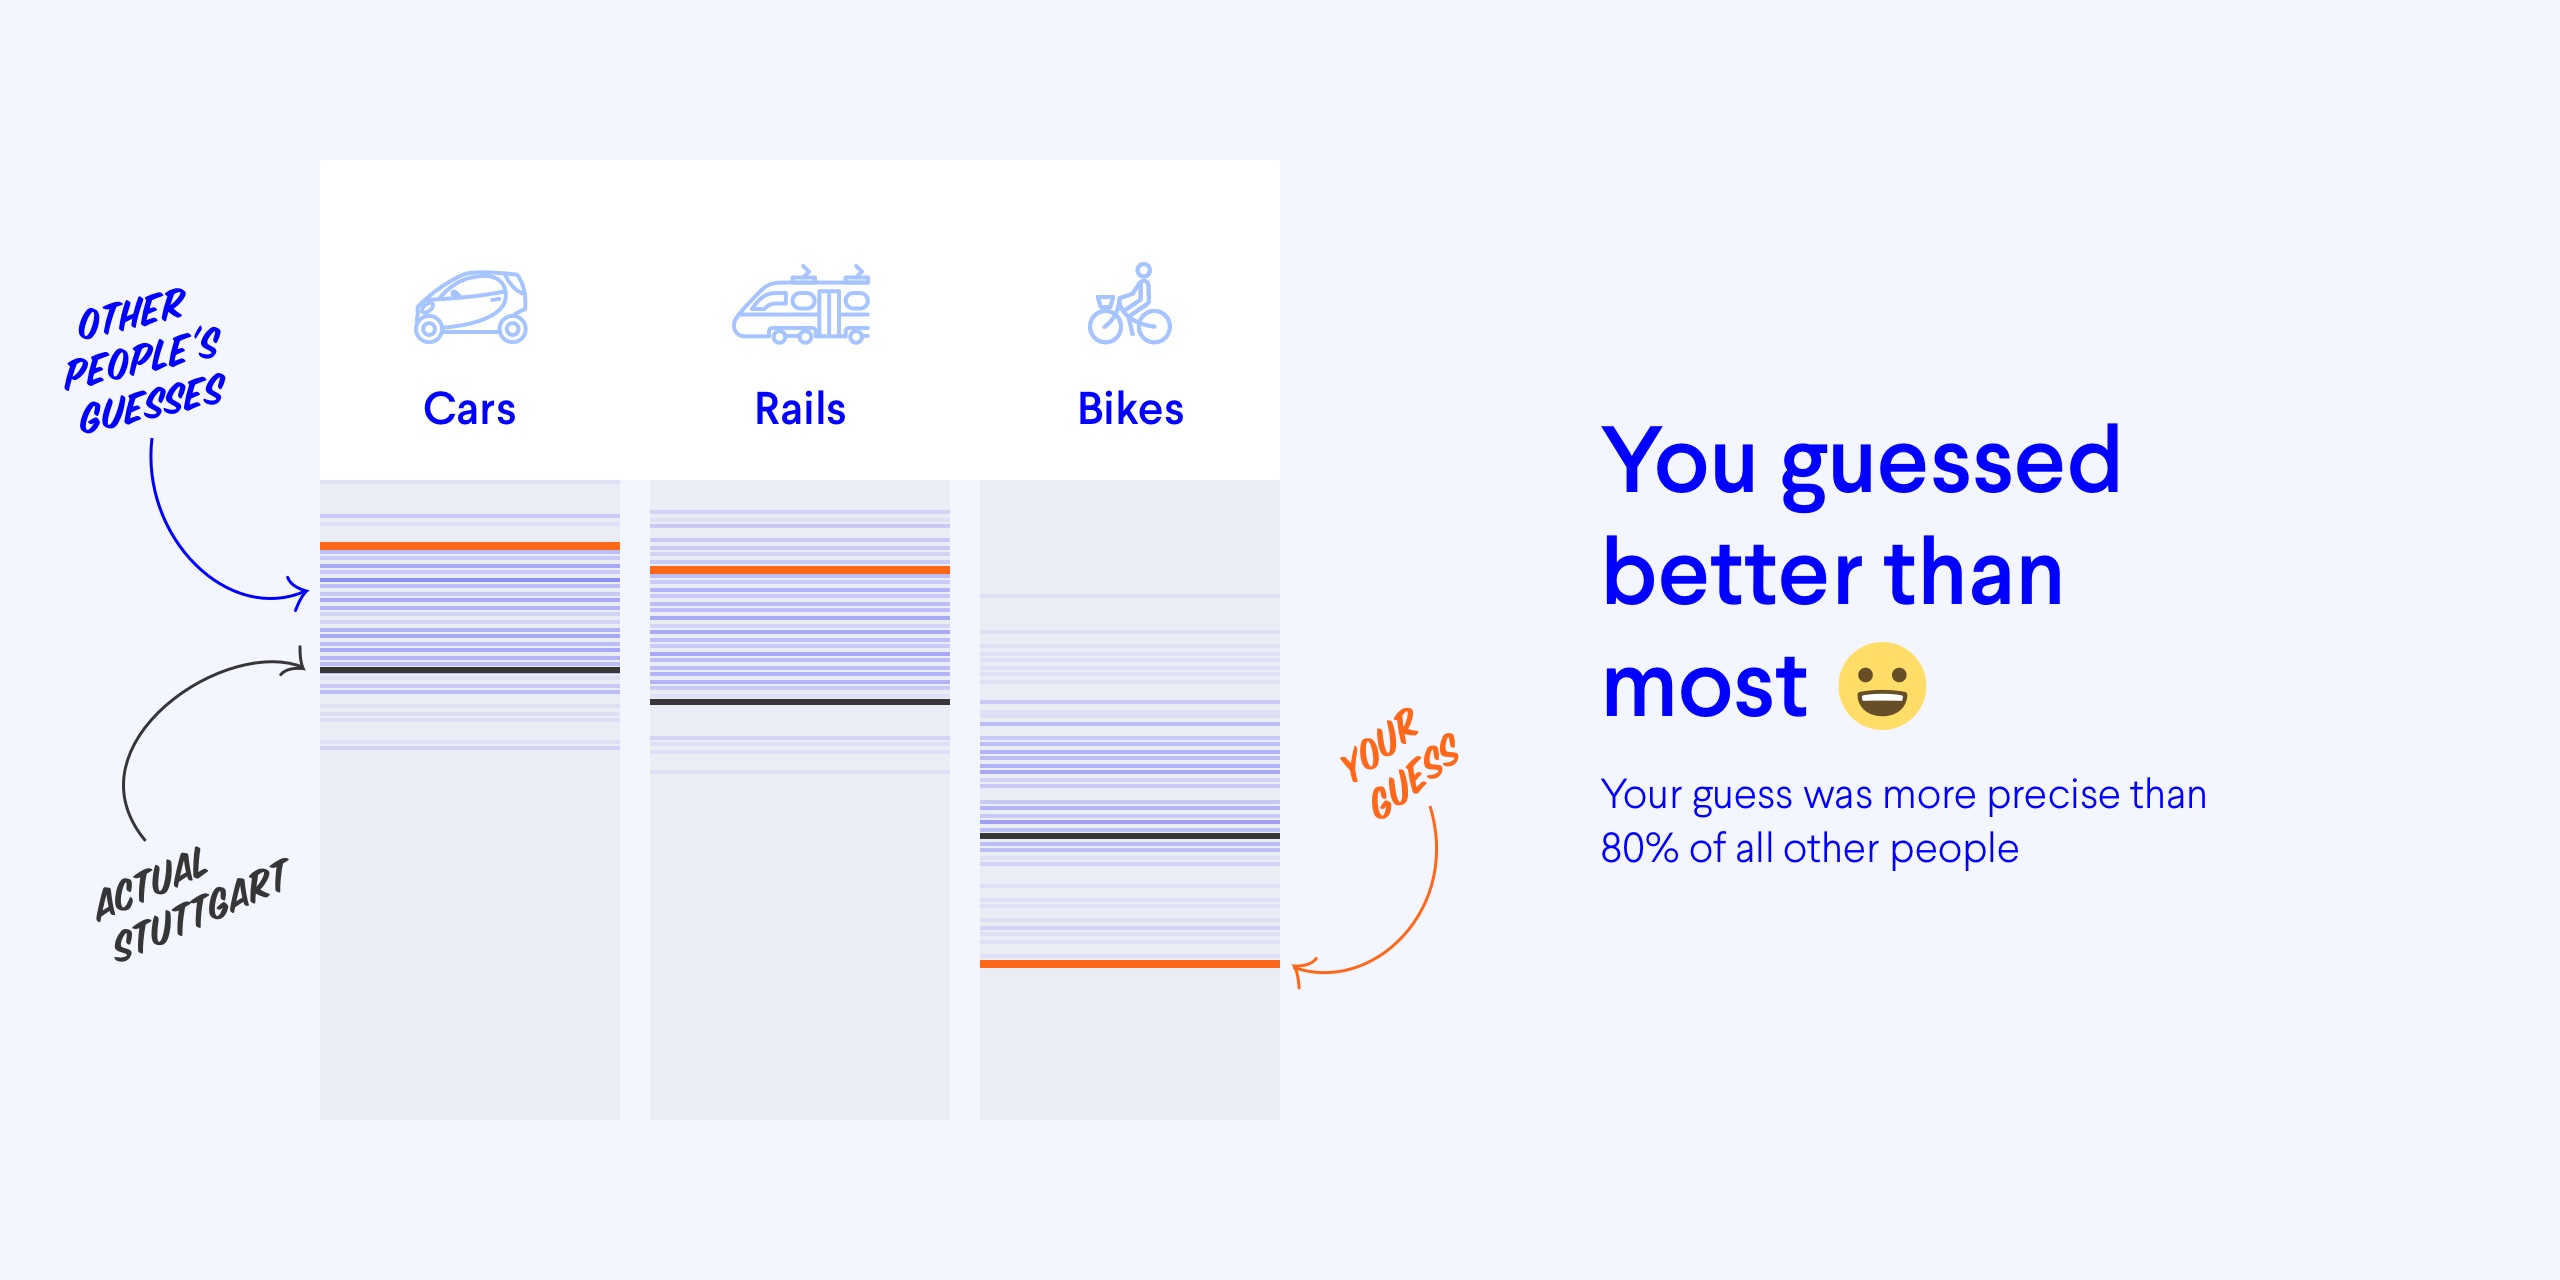 OTHER
PEOPLE'S
GUESSES
Cars
Rails
Bikes
ACTUAL
STUTTGART
YOUR
GUESS
You guessed
better than
most 😀
Your guess was more precise than
80% of all other people